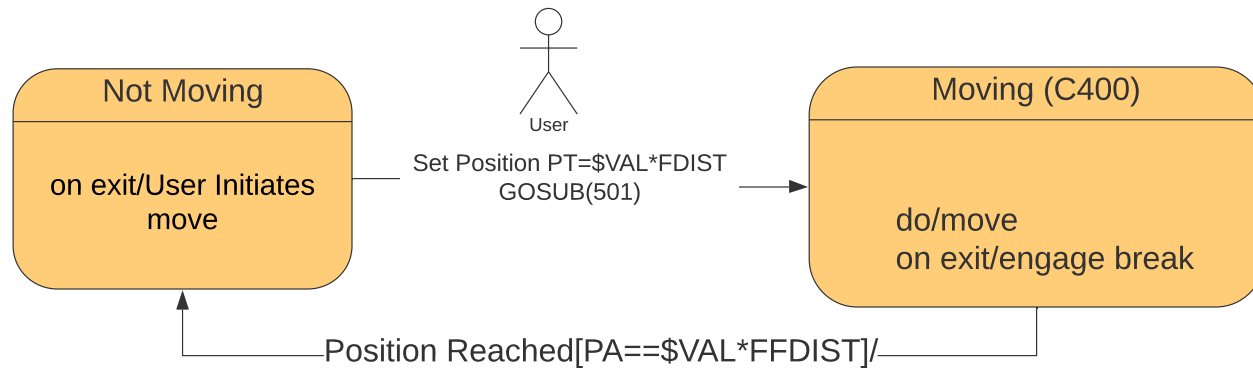 Not Moving
on exit/User Initiates
move
User
Set Position PT=$VAL*FDIST
GOSUB(501)
Moving (C400)
do/move
on exit/engage break
Position Reached[PA==$VAL*FFDIST]/